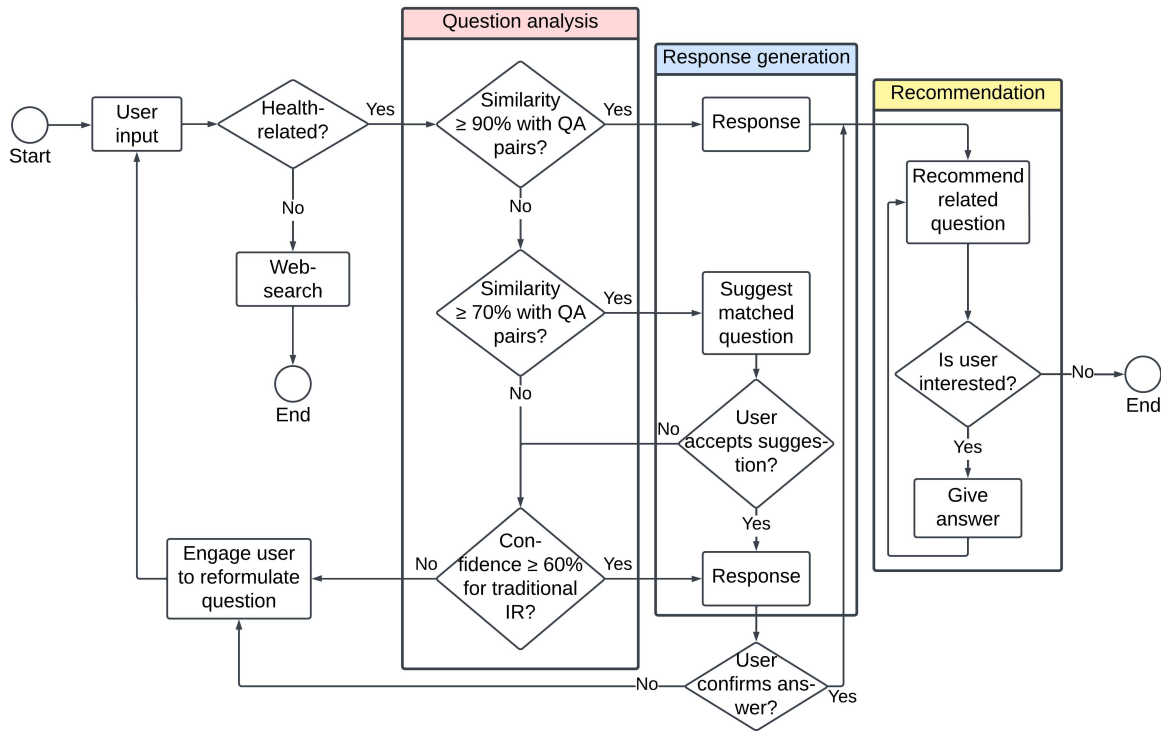 Question analysis
Response generation
Recommendation
Start
User
input
Health-
related?
Yes
No
Web-
search
End
Similarity
≥ 90% with QA
pairs?
Yes
No
Response
Similarity
≥ 70% with QA
pairs?
Yes
No
Suggest
matched
question
User
accepts sugges-
tion?
No
Yes
Con-
fidence ≥ 60%
for traditional
IR?
No
Yes
Response
Engage user
to reformulate
question
User
confirms ans-
wer?
No
Yes
Recommend
related
question
Is user
interested?
No
End
Yes
Give
answer